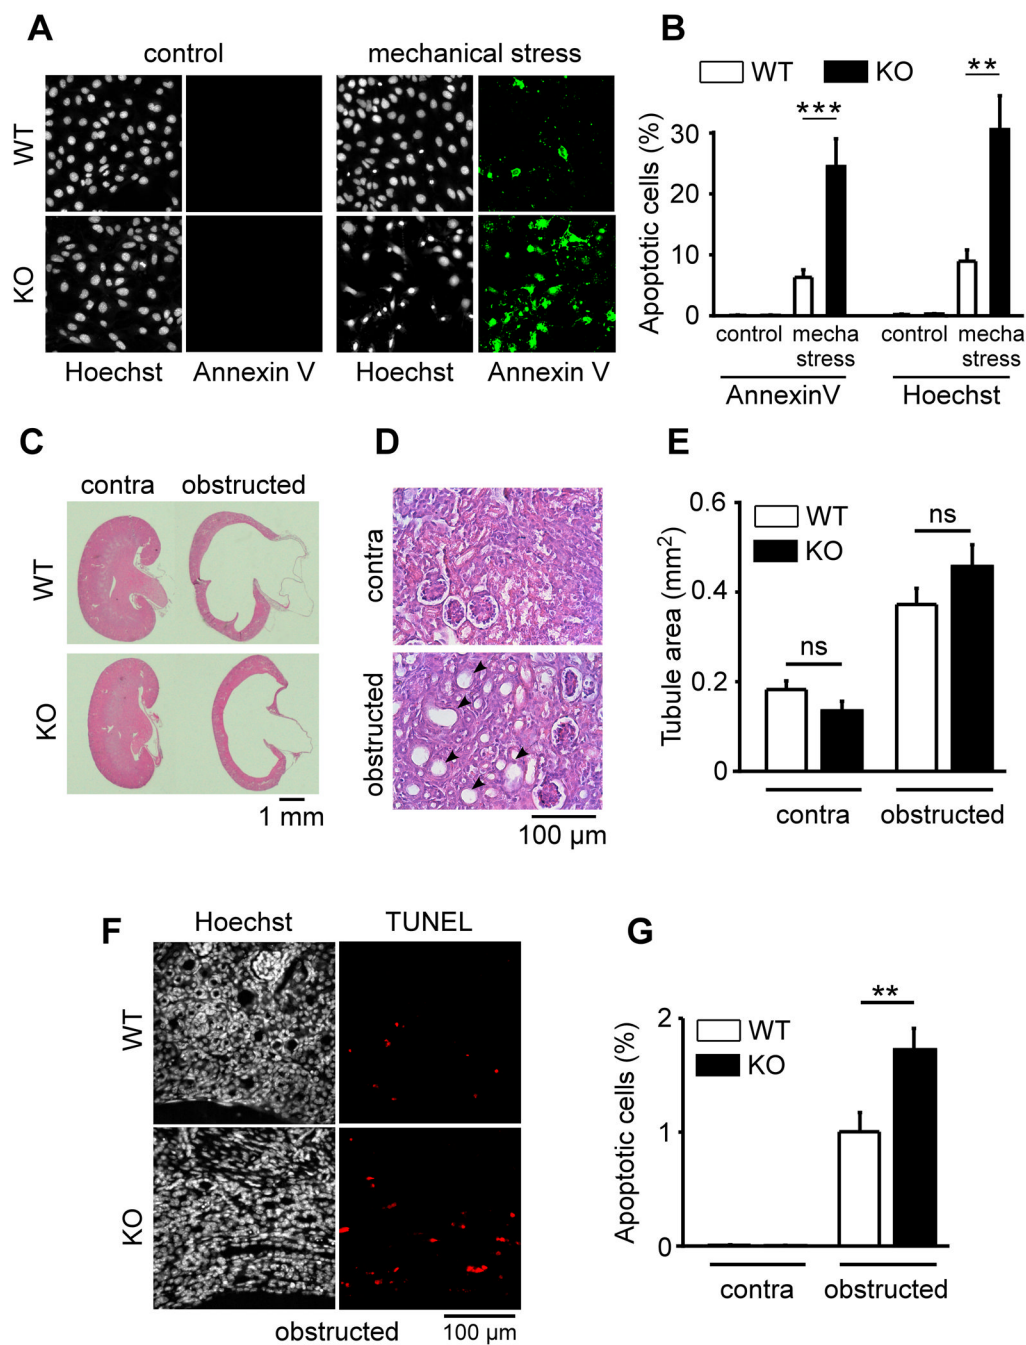 A
control
mechanical stress
WT
KO
Hoechst
Annexin V
Hoechst
Annexin V
B
WT
KO
***
**
Apoptotic cells (%)
30
20
10
0
control
mecha
stress
control
mecha
stress
AnnexinV
Hoechst
C
contra
obstructed
WT
KO
1 mm
D
contra
obstructed
100 µm
E
Tubule area (mm²)
0.6
0.4
0.2
0
WT
KO
ns
ns
contra
obstructed
F
Hoechst
TUNEL
WT
KO
obstructed
100 µm
G
Apoptotic cells (%)
2
1
0
WT
KO
**
contra
obstructed